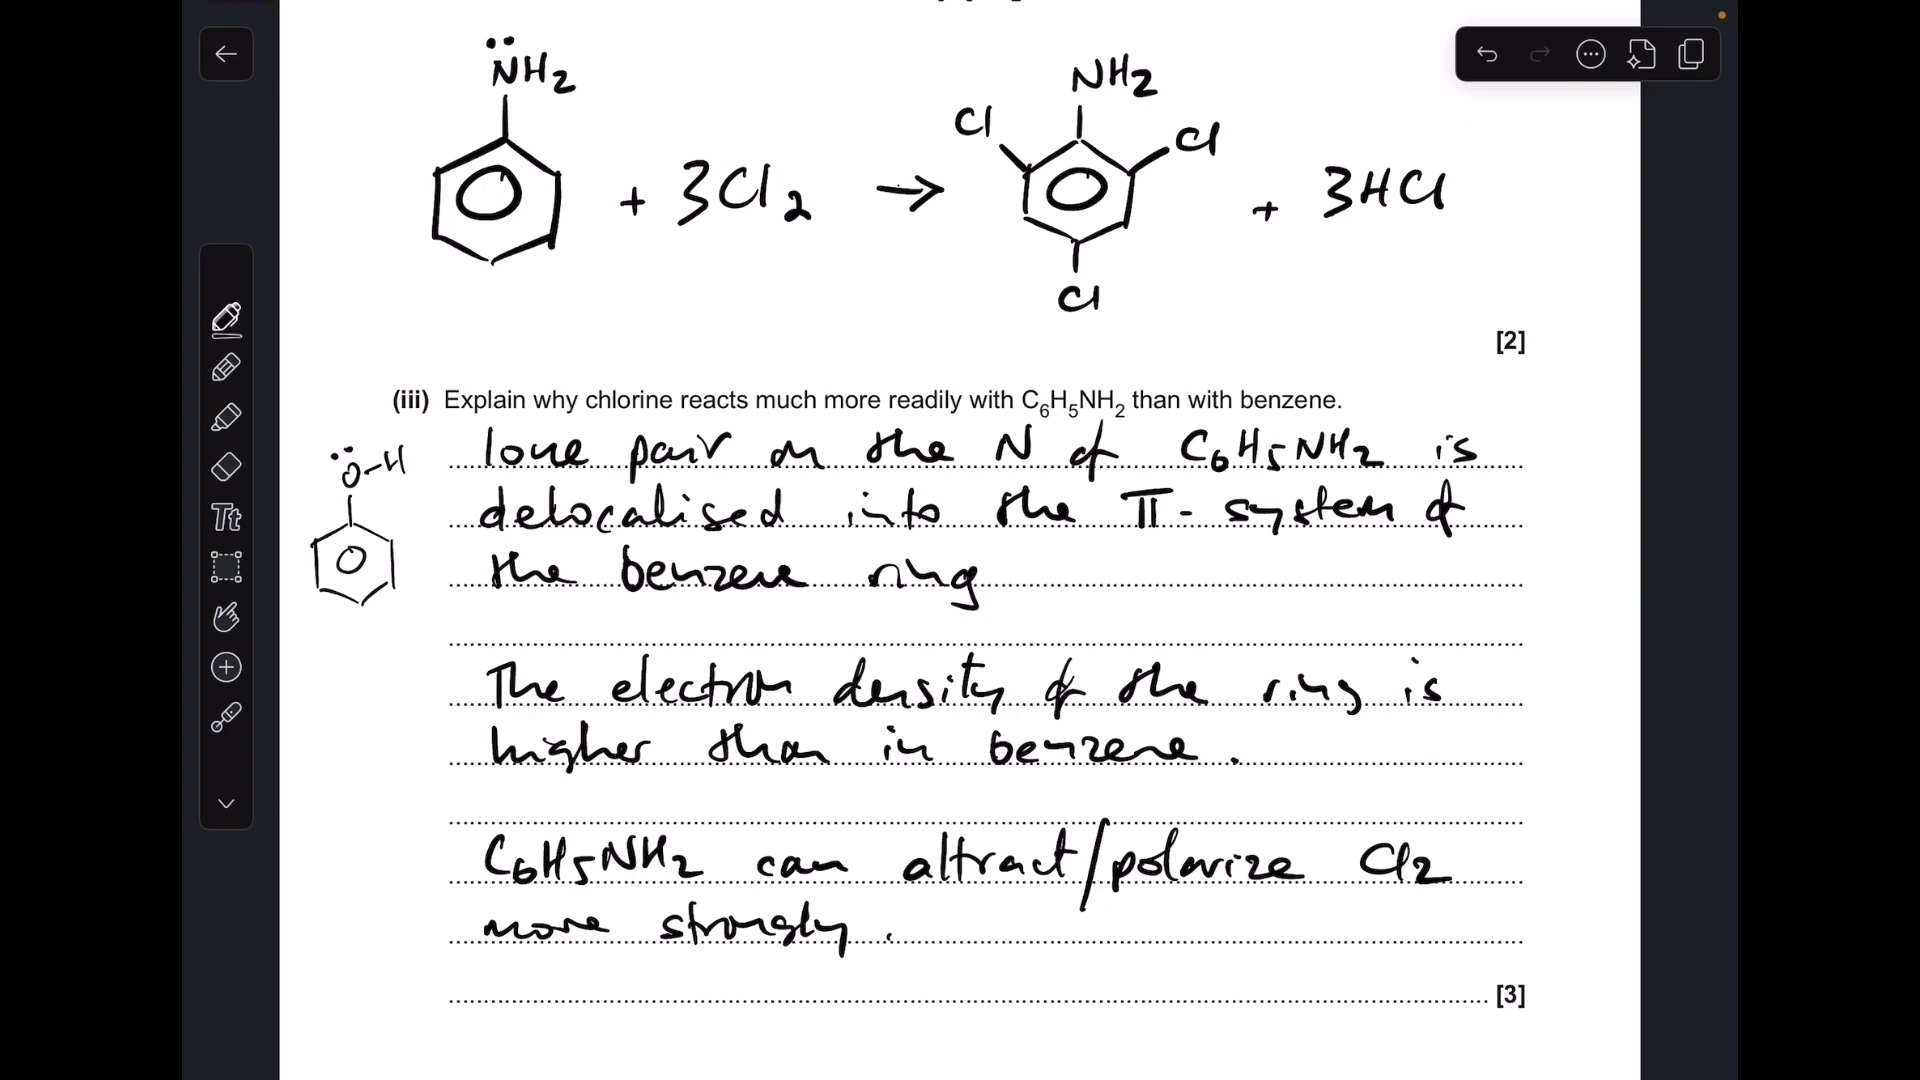 N̈H2
NH2
Cl
Cl
+ 3Cl2 → + 3HCl
Cl
[2]
(iii) Explain why chlorine reacts much more readily with C6H5NH2 than with benzene.
Ö-H
lone pair on the N of C6H5NH2 is
delocalised into the π-system of
the benzene ring
The electron density of the ring is
higher than in benzene.
C6H5NH2 can attract/polarize Cl2
more strongly.
[3]
Tt